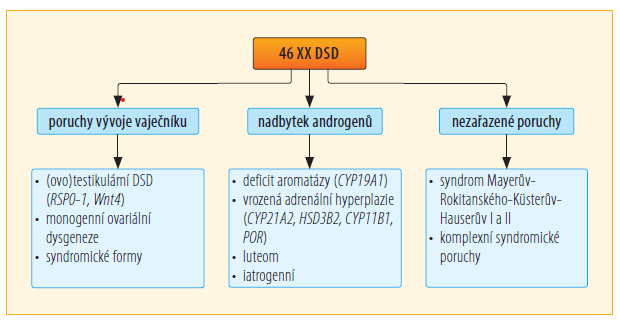 46 XX DSD
poruchy vývoje vaječníku
nadbytek androgenů
nezařazené poruchy
• (ovo)testikulámí DSD
(RSP0-1, Wnt4)
• monogenní ovariální
dysgeneze
• syndromické formy
• deficit aromatázy (CYP19A1)
• vrozená adrenální hyperplazie
(CYP21A2, HSD3B2, CYP11B1,
POR)
• luteom
• iatrogenní
• syndrom Mayerův-
Rokitanského-Küsterův-
Hauserův I a II
• komplexní syndromické
poruchy